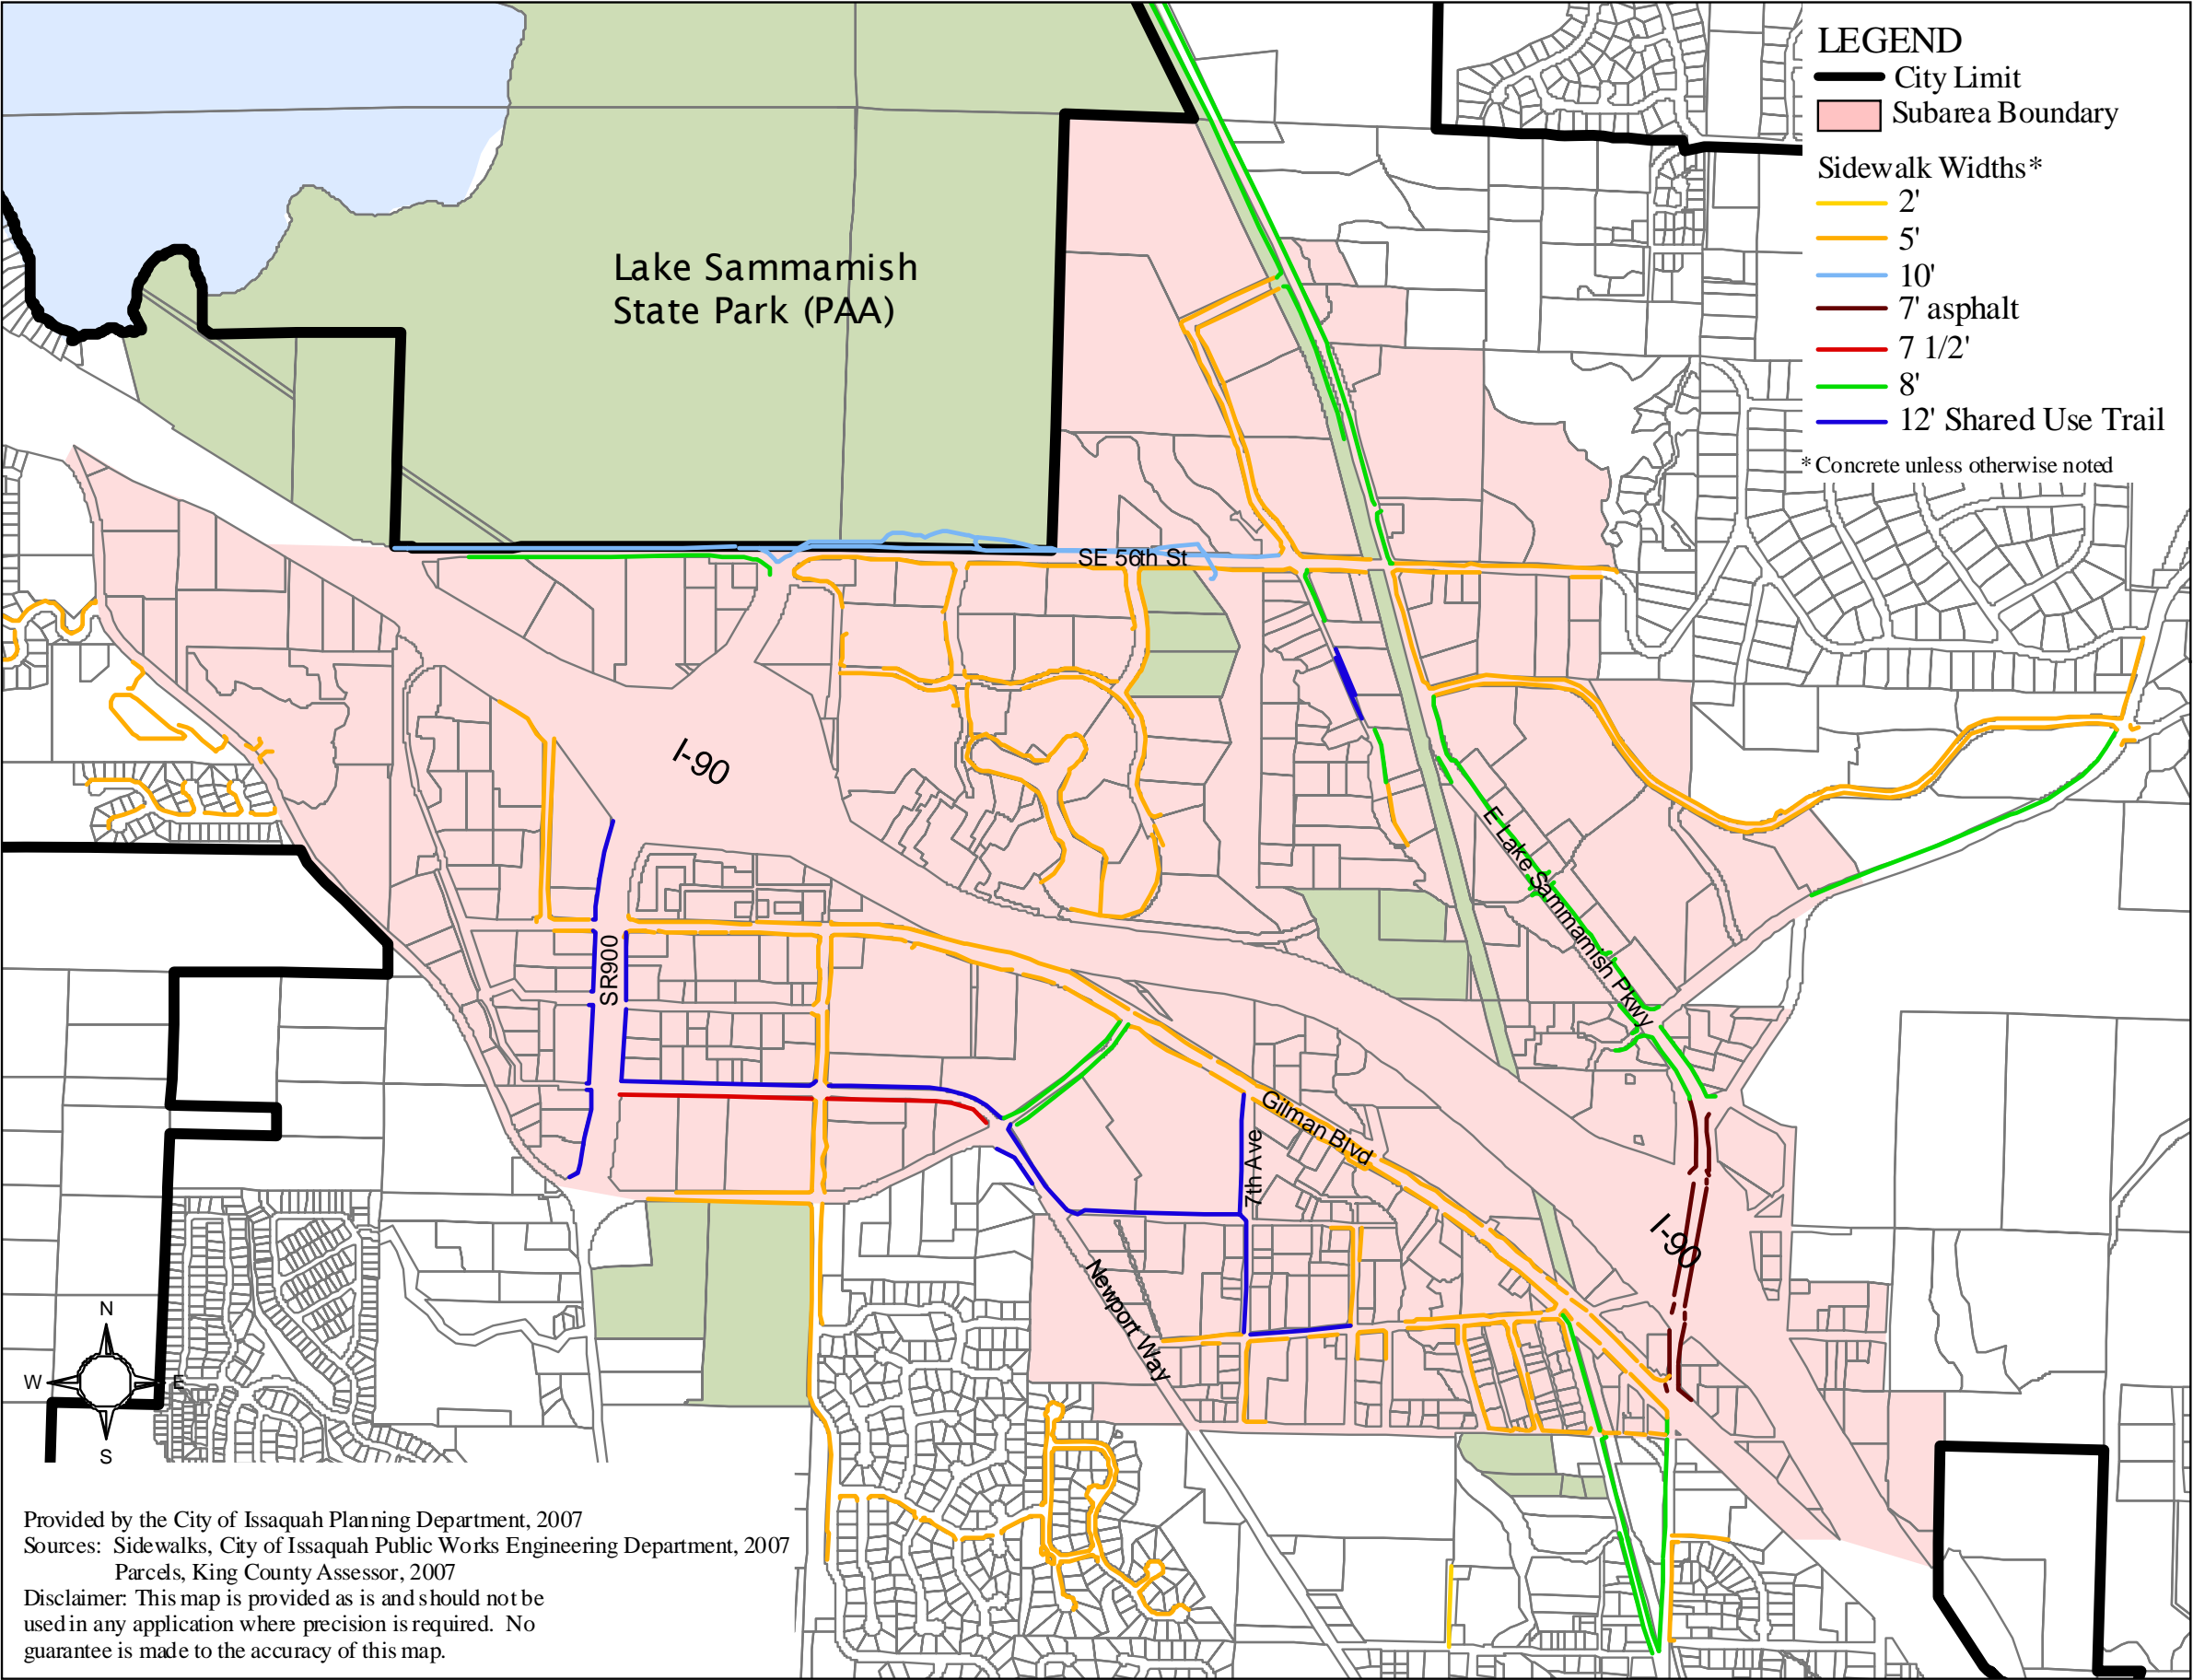 LEGEND
City Limit
Subarea Boundary
Sidewalk Widths*
2'
5'
10'
7' asphalt
7 1/2'
8'
12' Shared Use Trail
* Concrete unless otherwise noted
Lake Sammamish
State Park (PAA)
SE 56th St
I-90
E Lake Sammamish Pkwy
SR900
Gilman Blvd
7th Ave
I-90
Newport Way
N
W
E
S
Provided by the City of Issaquah Planning Department, 2007
Sources: Sidewalks, City of Issaquah Public Works Engineering Department, 2007
Parcels, King County Assessor, 2007
Disclaimer: This map is provided as is and should not be
used in any application where precision is required. No
guarantee is made to the accuracy of this map.